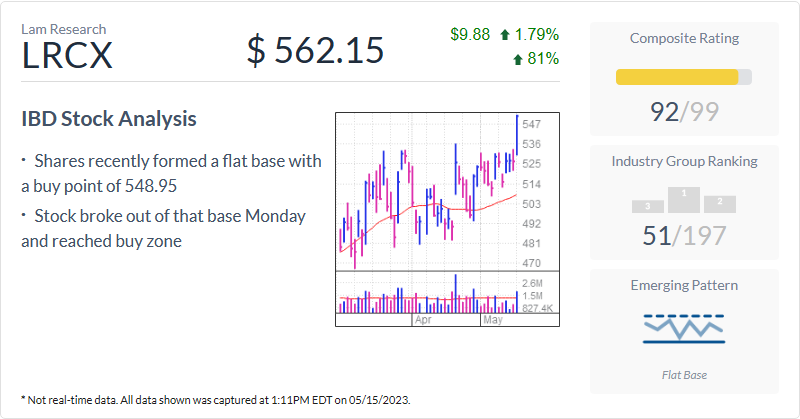 Lam Research
LRCX
$ 562.15
$9.88 1.79%
81%
IBD Stock Analysis
· Shares recently formed a flat base with
a buy point of 548.95
· Stock broke out of that base Monday
and reached buy zone
547
536
525
514
503
492
481
470
2.6M
1.5M
827.4K
Apr
May
Composite Rating
92/99
Industry Group Ranking
3
1
2
51/197
Emerging Pattern
Flat Base
* Not real-time data. All data shown was captured at 1:11PM EDT on 05/15/2023.